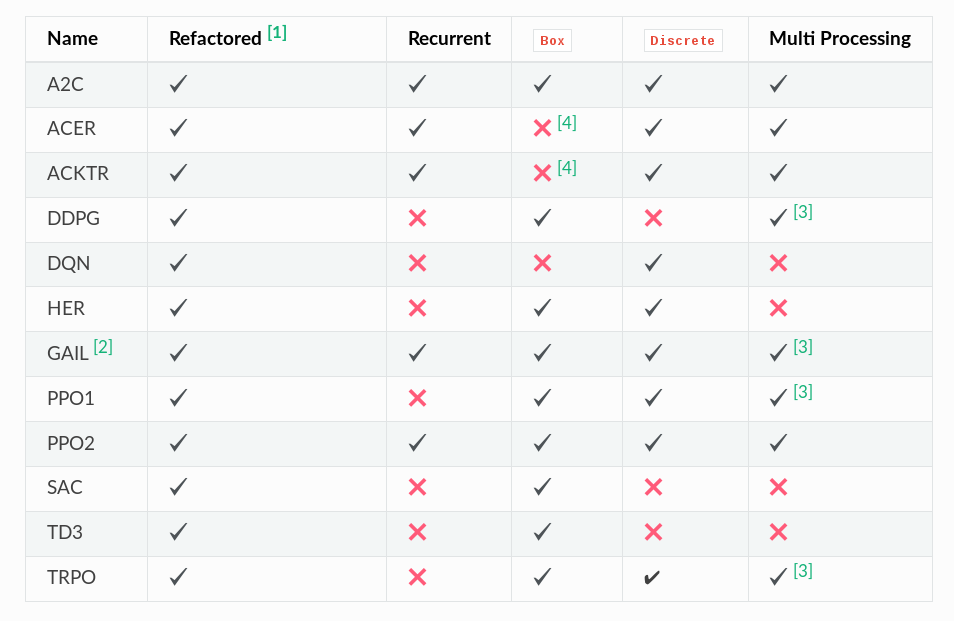 Name Refactored [1] Recurrent Box Discrete Multi Processing
A2C ✓ ✓ ✓ ✓ ✓
ACER ✓ ✓ ❌ [4] ✓ ✓
ACKTR ✓ ✓ ❌ [4] ✓ ✓
DDPG ✓ ❌ ✓ ❌ ✓ [3]
DQN ✓ ❌ ❌ ✓ ❌
HER ✓ ❌ ✓ ✓ ❌
GAIL [2] ✓ ✓ ✓ ✓ ✓ [3]
PPO1 ✓ ❌ ✓ ✓ ✓ [3]
PPO2 ✓ ✓ ✓ ✓ ✓
SAC ✓ ❌ ✓ ❌ ❌
TD3 ✓ ❌ ✓ ❌ ❌
TRPO ✓ ❌ ✓ ✔ ✓ [3]